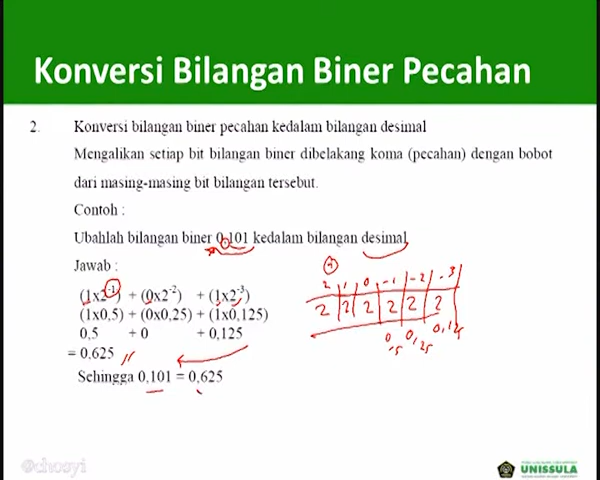 Konversi Bilangan Biner Pecahan
2. Konversi bilangan biner pecahan kedalam bilangan desimal
Mengalikan setiap bit bilangan biner dibelakang koma (pecahan) dengan bobot
dari masing-masing bit bilangan tersebut.
Contoh :
Ubahlah bilangan biner 0,101 kedalam bilangan desimal
Jawab :
(1x2⁻¹) + (0x2⁻²) + (1x2⁻³)
(1x0,5) + (0x0,25) + (1x0,125)
0,5 + 0 + 0,125
= 0,625
Sehingga 0,101 = 0,625
2 1 0 -1 -2 -3
2 2 2 2 2 2
0,5 0,25
@chosyi
UNISSULA